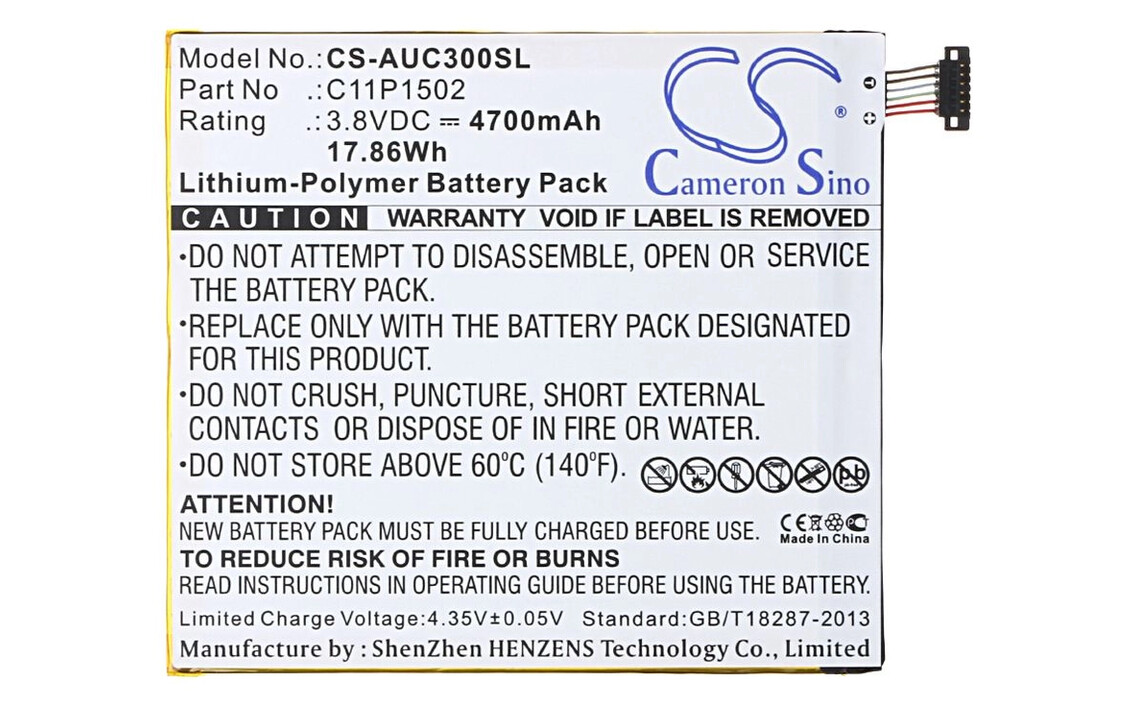 Model No.:CS-AUC300SL
Part No .:C11P1502
Rating .:3.8VDC ⎓ 4700mAh
17.86Wh
Lithium-Polymer Battery Pack
Cameron Sino
®
CAUTION WARRANTY VOID IF LABEL IS REMOVED
•DO NOT ATTEMPT TO DISASSEMBLE, OPEN OR SERVICE
THE BATTERY PACK.
•REPLACE ONLY WITH THE BATTERY PACK DESIGNATED
FOR THIS PRODUCT.
•DO NOT CRUSH, PUNCTURE, SHORT EXTERNAL
CONTACTS OR DISPOSE OF IN FIRE OR WATER.
•DO NOT STORE ABOVE 60°C (140°F).
Pb
ATTENTION!
NEW BATTERY PACK MUST BE FULLY CHARGED BEFORE USE.
CE
Made In China
TO REDUCE RISK OF FIRE OR BURNS
READ INSTRUCTIONS IN OPERATING GUIDE BEFORE USING THE BATTERY.
Limited Charge Voltage:4.35V±0.05V Standard:GB/T18287-2013
Manufacture by : ShenZhen HENZENS Technology Co., Limited